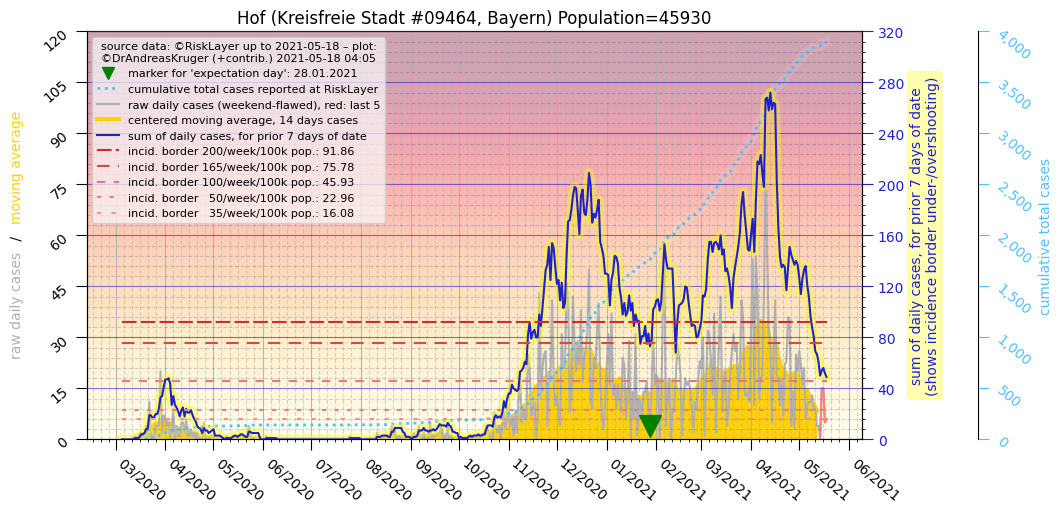 Hof (Kreisfreie Stadt #09464, Bayern) Population=45930
source data: ©RiskLayer up to 2021-05-18 – plot:
©DrAndreasKruger (+contrib.) 2021-05-18 04:05
marker for 'expectation day': 28.01.2021
cumulative total cases reported at RiskLayer
raw daily cases (weekend-flawed), red: last 5
centered moving average, 14 days cases
sum of daily cases, for prior 7 days of date
incid. border 200/week/100k pop.: 91.86
incid. border 165/week/100k pop.: 75.78
incid. border 100/week/100k pop.: 45.93
incid. border 50/week/100k pop.: 22.96
incid. border 35/week/100k pop.: 16.08
raw daily cases / moving average
120
105
90
75
60
45
30
15
0
03/2020
04/2020
05/2020
06/2020
07/2020
08/2020
09/2020
10/2020
11/2020
12/2020
01/2021
02/2021
03/2021
04/2021
05/2021
06/2021
320
280
240
200
160
120
80
40
0
sum of daily cases, for prior 7 days of date
(shows incidence border under-/overshooting)
4,000
3,500
3,000
2,500
2,000
1,500
1,000
500
0
cumulative total cases